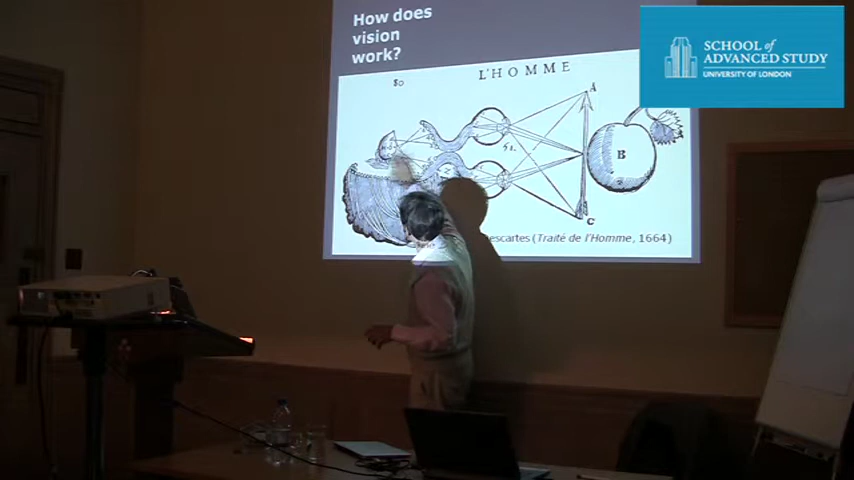 How does
vision
work?
SCHOOL of
ADVANCED STUDY
UNIVERSITY OF LONDON
80
L'HOMME
A
B
C
escartes (Traité de l'Homme, 1664)